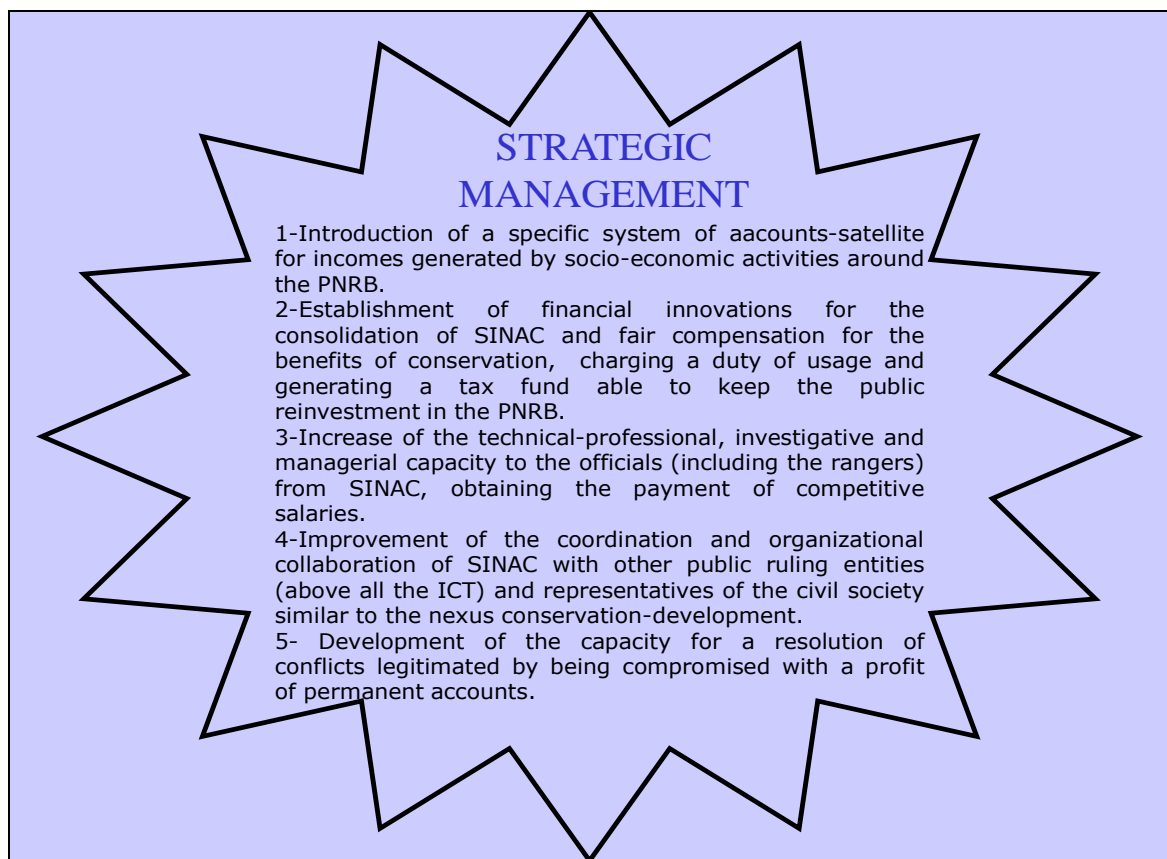 STRATEGIC
MANAGEMENT
1-Introduction of a specific system of aacounts-satellite
for incomes generated by socio-economic activities around
the PNRB.
2-Establishment of financial innovations for the
consolidation of SINAC and fair compensation for the
benefits of conservation, charging a duty of usage and
generating a tax fund able to keep the public
reinvestment in the PNRB.
3-Increase of the technical-professional, investigative and
managerial capacity to the officials (including the rangers)
from SINAC, obtaining the payment of competitive
salaries.
4-Improvement of the coordination and organizational
collaboration of SINAC with other public ruling entities
(above all the ICT) and representatives of the civil society
similar to the nexus conservation-development.
5- Development of the capacity for a resolution of
conflicts legitimated by being compromised with a profit
of permanent accounts.